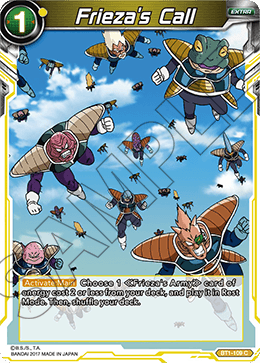 EXTRA
1
Frieza's Call
SAMPLE
Activate Main Choose 1 《Frieza's Army》 card of
energy cost 2 or less from your deck, and play it in Rest
Mode. Then, shuffle your deck.
©B/S, T.A.
BANDAI 2017 MADE IN JAPAN
BT1-109 C